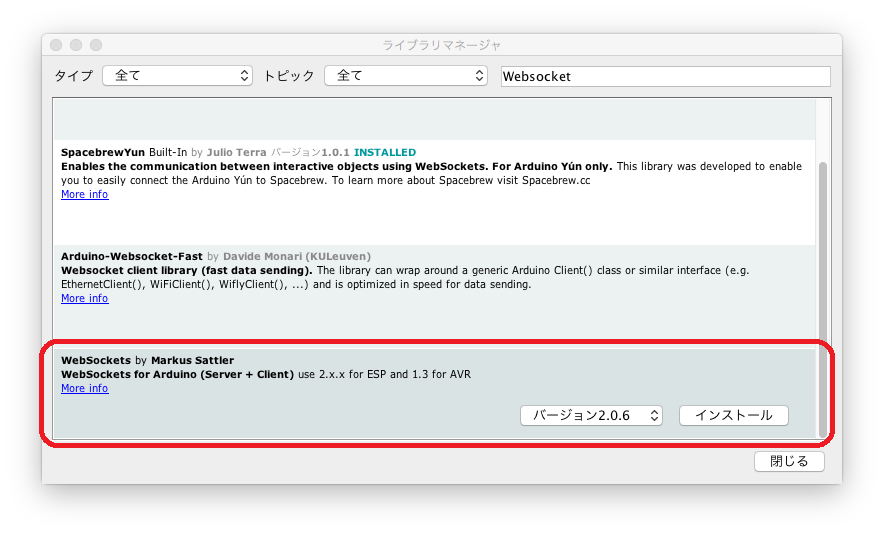 ライブラリマネージャ
タイプ 全て トピック 全て Websocket
SpacebrewYun Built-In by Julio Terra バージョン1.0.1 INSTALLED
Enables the communication between interactive objects using WebSockets. For Arduino Yún only. This library was developed to enable
you to easily connect the Arduino Yún to Spacebrew. To learn more about Spacebrew visit Spacebrew.cc
More info
Arduino-Websocket-Fast by Davide Monari (KULeuven)
Websocket client library (fast data sending). The library can wrap around a generic Arduino Client() class or similar interface (e.g.
EthernetClient(), WiFiClient(), WiflyClient(), ...) and is optimized in speed for data sending.
More info
WebSockets by Markus Sattler
WebSockets for Arduino (Server + Client) use 2.x.x for ESP and 1.3 for AVR
More info
バージョン2.0.6 インストール
閉じる